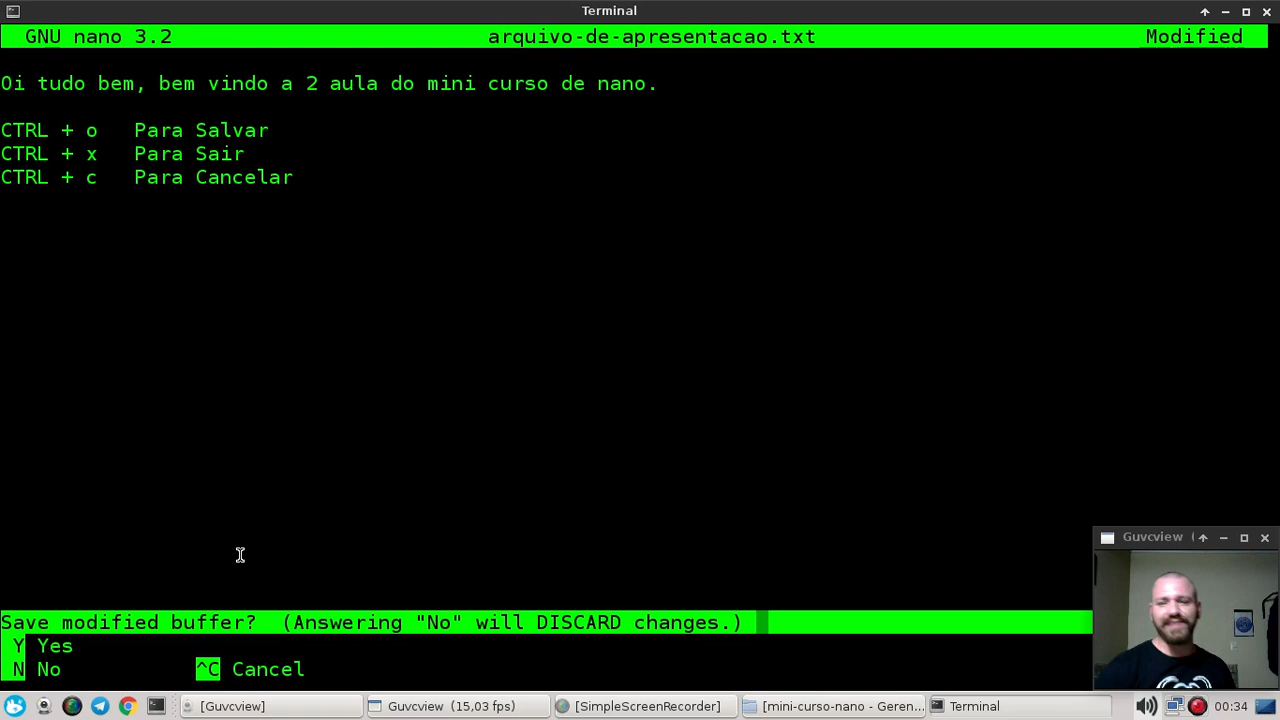 Terminal
GNU nano 3.2 arquivo-de-apresentacao.txt Modified
Oi tudo bem, bem vindo a 2 aula do mini curso de nano.
CTRL + o Para Salvar
CTRL + x Para Sair
CTRL + c Para Cancelar
Guvcview (
Save modified buffer? (Answering "No" will DISCARD changes.)
Y Yes
N No ^C Cancel
[Guvcview] Guvcview (15, [SimpleScreenRecorder] [mini-curso-nano - Geren... Terminal 00:34